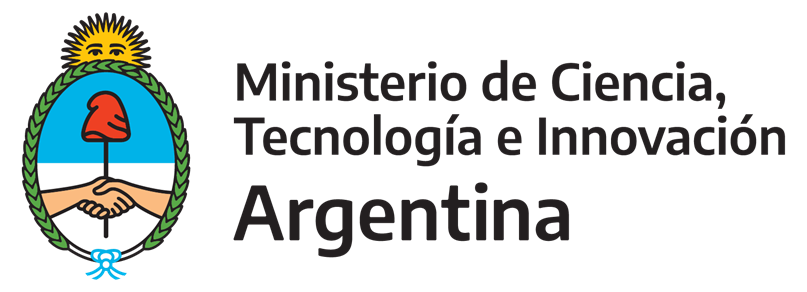 Ministerio de Ciencia,
Tecnología e Innovación
Argentina